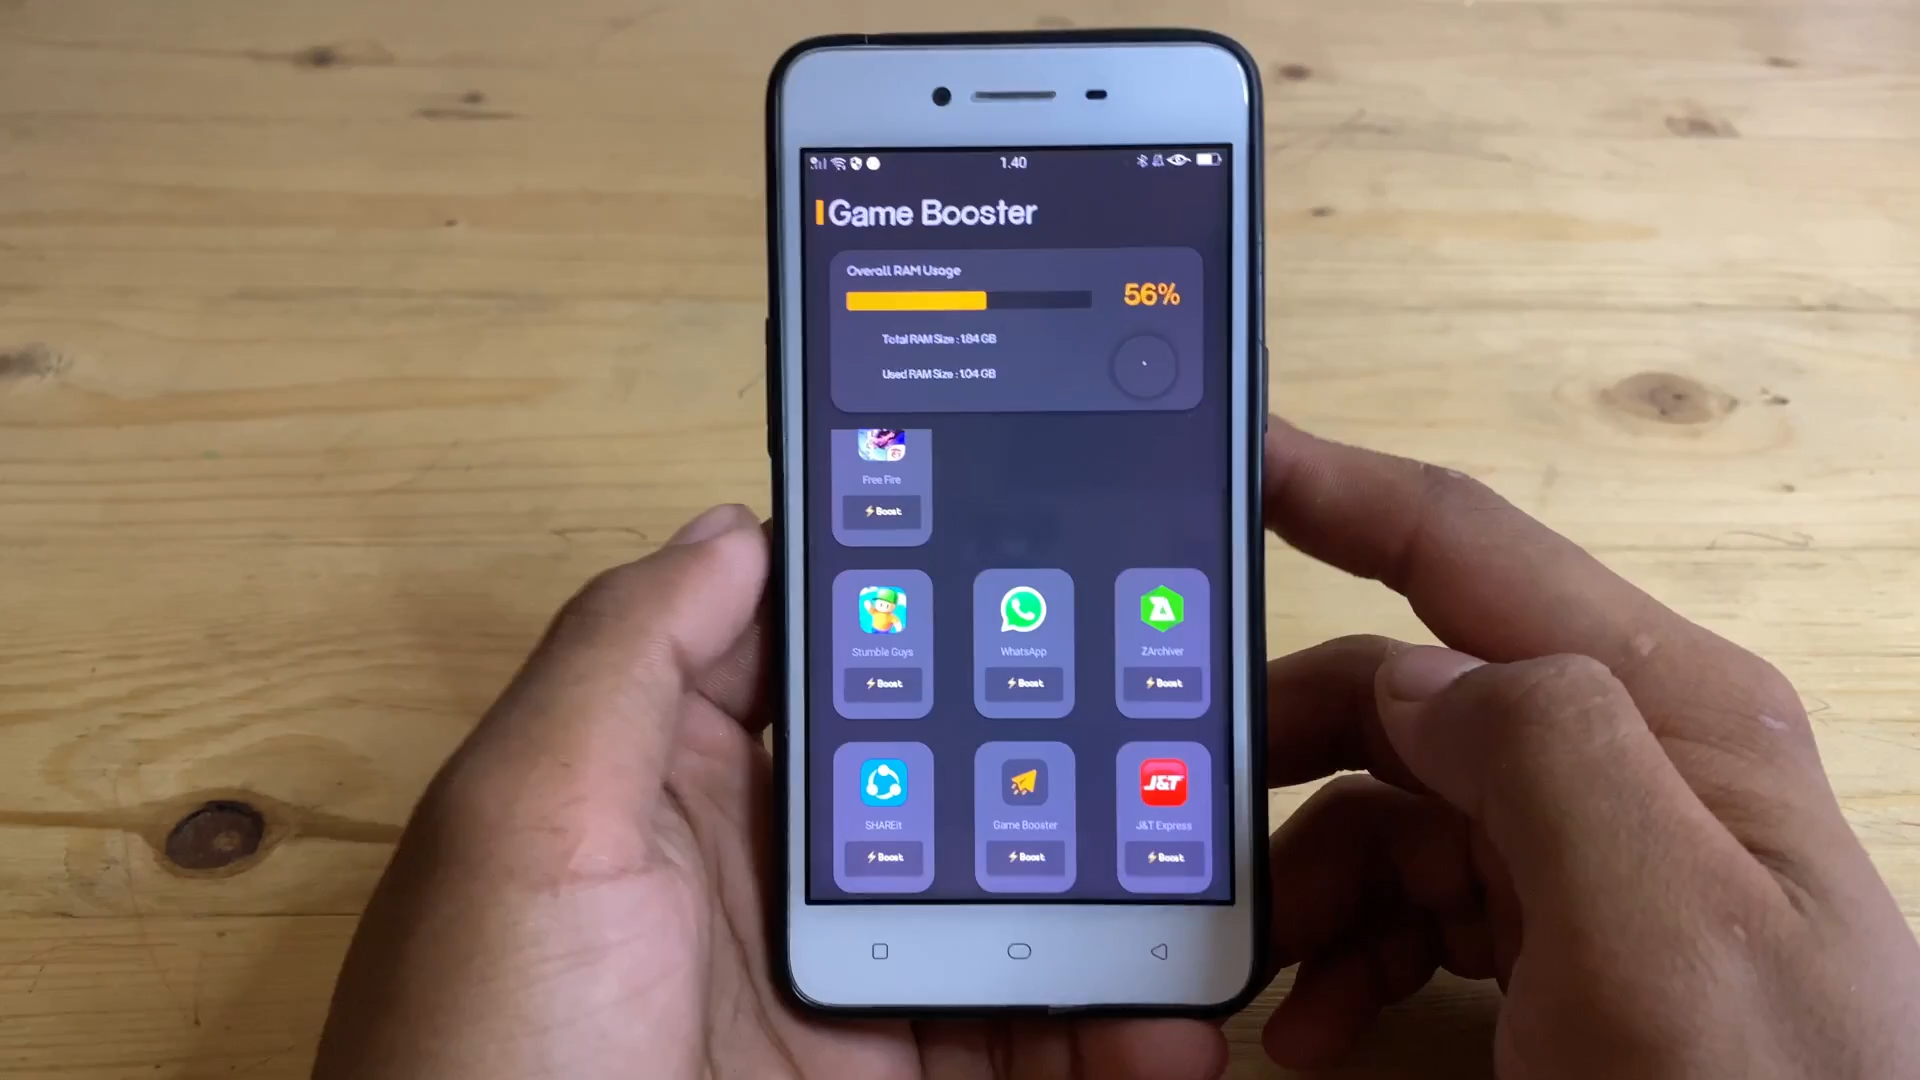 1.40
Game Booster
Overall RAM Usage
56%
Total RAM Size : 1.84 GB
Used RAM Size : 1.04 GB
Free Fire
Boost
Stumble Guys
WhatsApp
ZArchiver
Boost
Boost
Boost
J&T
SHAREit
Game Booster
J&T Express
Boost
Boost
Boost